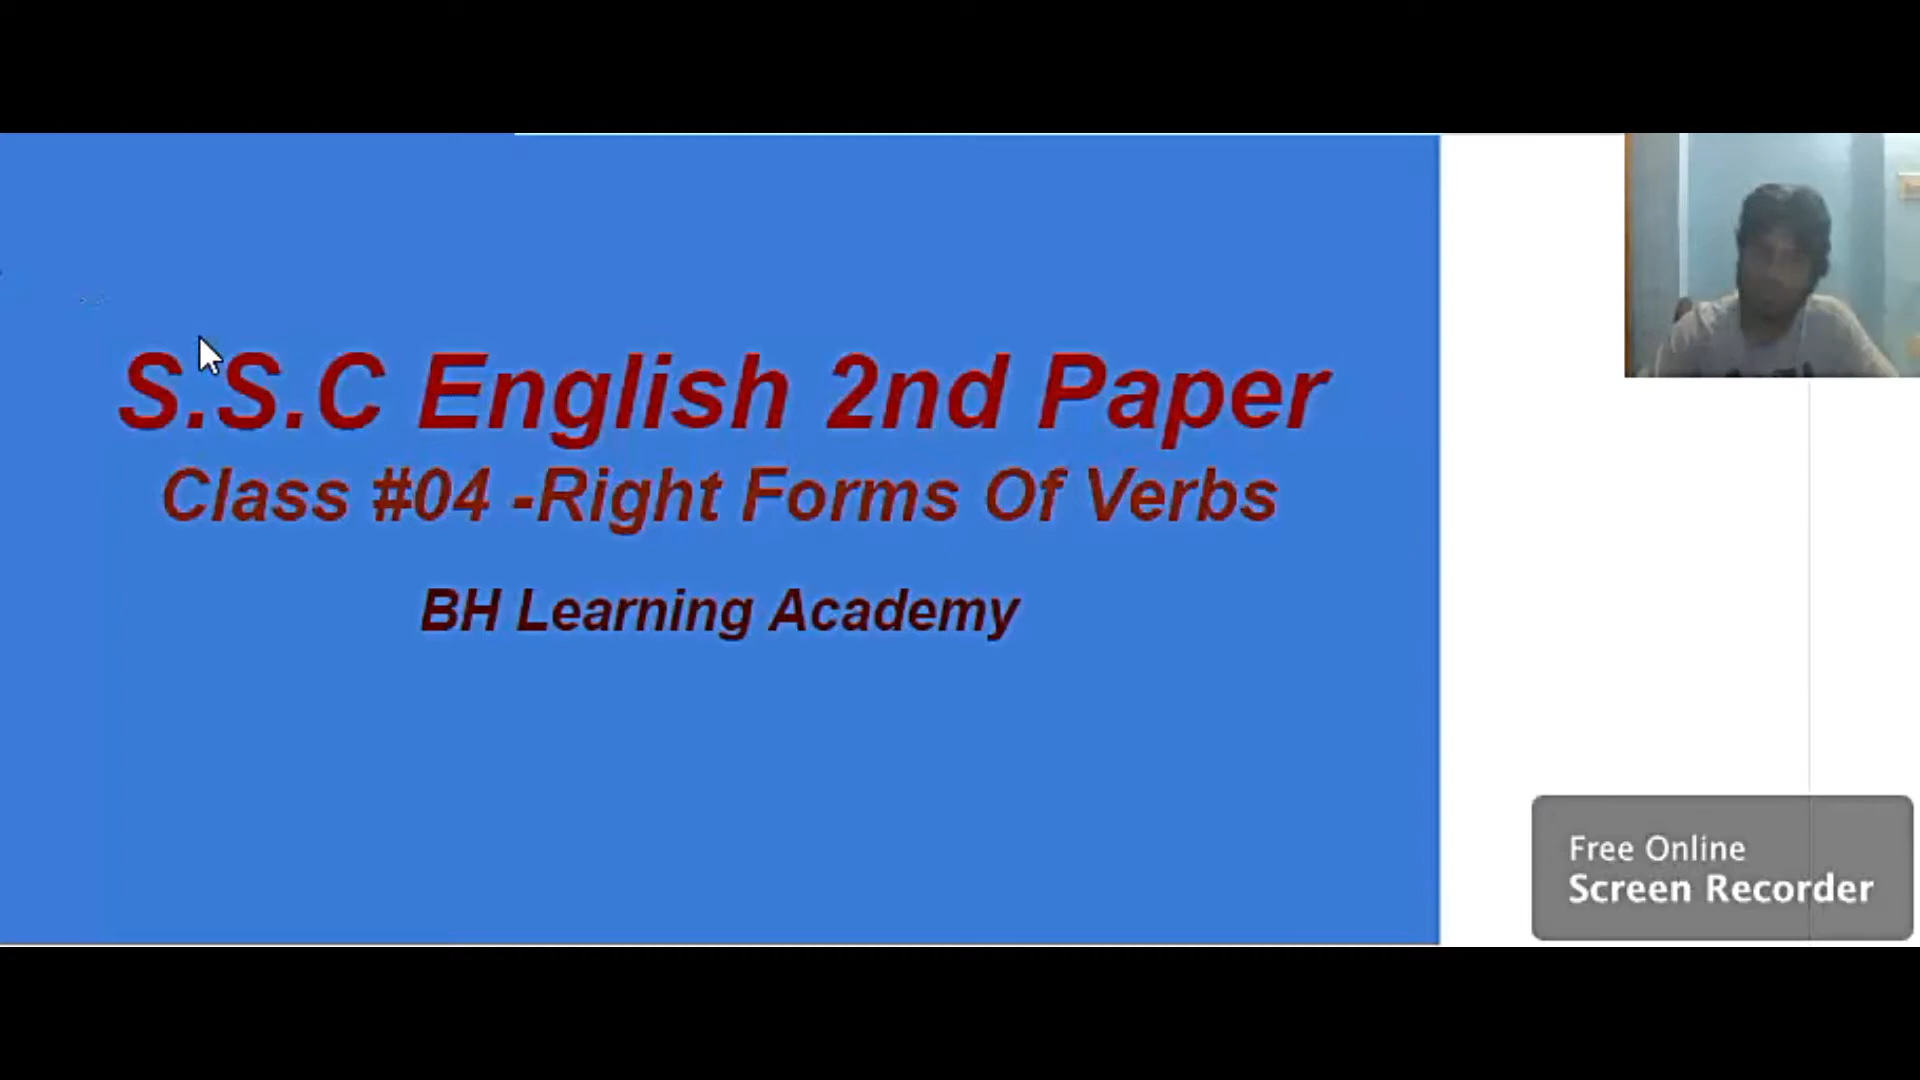 S.S.C English 2nd Paper
Class #04 -Right Forms Of Verbs
BH Learning Academy
Free Online
Screen Recorder